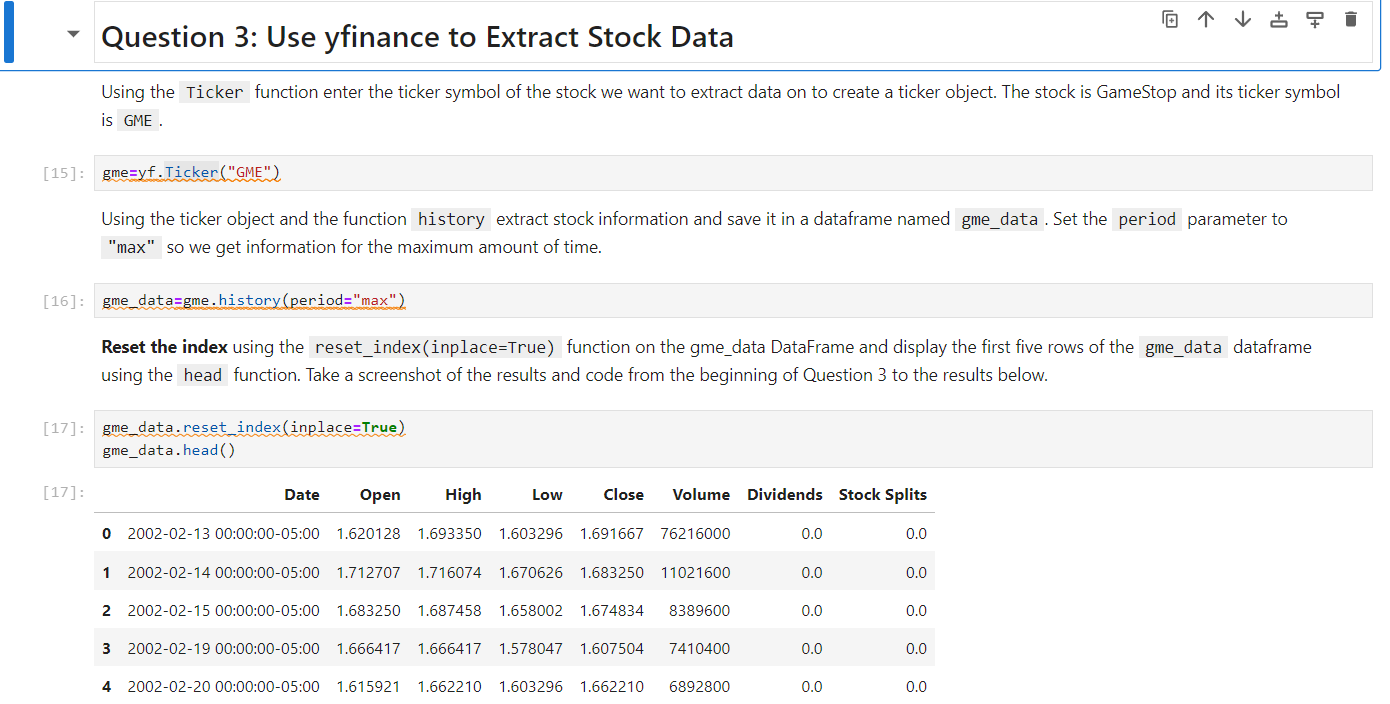 Question 3: Use yfinance to Extract Stock Data
Using the Ticker function enter the ticker symbol of the stock we want to extract data on to create a ticker object. The stock is GameStop and its ticker symbol
is GME .
[15]: gme=yf.Ticker("GME")
Using the ticker object and the function history extract stock information and save it in a dataframe named gme_data . Set the period parameter to
"max" so we get information for the maximum amount of time.
[16]: gme_data=gme.history(period="max")
Reset the index using the reset_index(inplace=True) function on the gme_data DataFrame and display the first five rows of the gme_data dataframe
using the head function. Take a screenshot of the results and code from the beginning of Question 3 to the results below.
[17]: gme_data.reset_index(inplace=True)
gme_data.head()
[17]: Date Open High Low Close Volume Dividends Stock Splits
0 2002-02-13 00:00:00-05:00 1.620128 1.693350 1.603296 1.691667 76216000 0.0 0.0
1 2002-02-14 00:00:00-05:00 1.712707 1.716074 1.670626 1.683250 11021600 0.0 0.0
2 2002-02-15 00:00:00-05:00 1.683250 1.687458 1.658002 1.674834 8389600 0.0 0.0
3 2002-02-19 00:00:00-05:00 1.666417 1.666417 1.578047 1.607504 7410400 0.0 0.0
4 2002-02-20 00:00:00-05:00 1.615921 1.662210 1.603296 1.662210 6892800 0.0 0.0